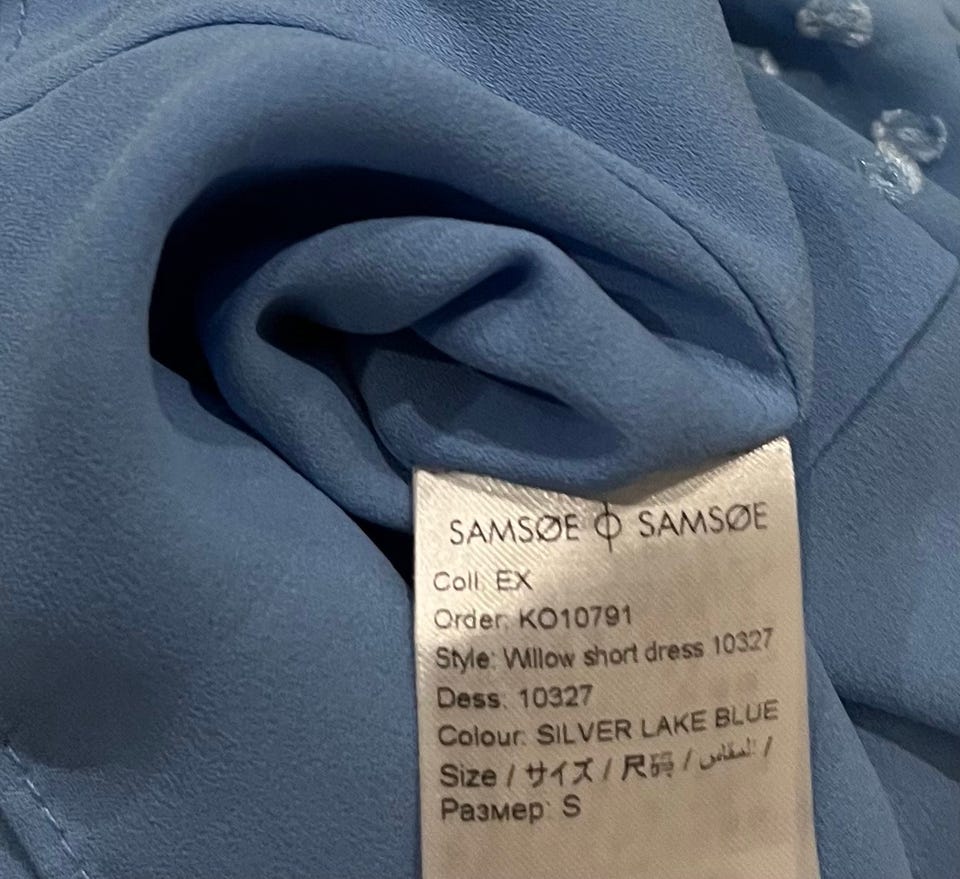 SAMSØE SAMSØE
Coll: EX
Order: KO10791
Style: Willow short dress 10327
Dess: 10327
Colour: SILVER LAKE BLUE
Size / サイズ / 尺码 / المقاس /
Размер: S